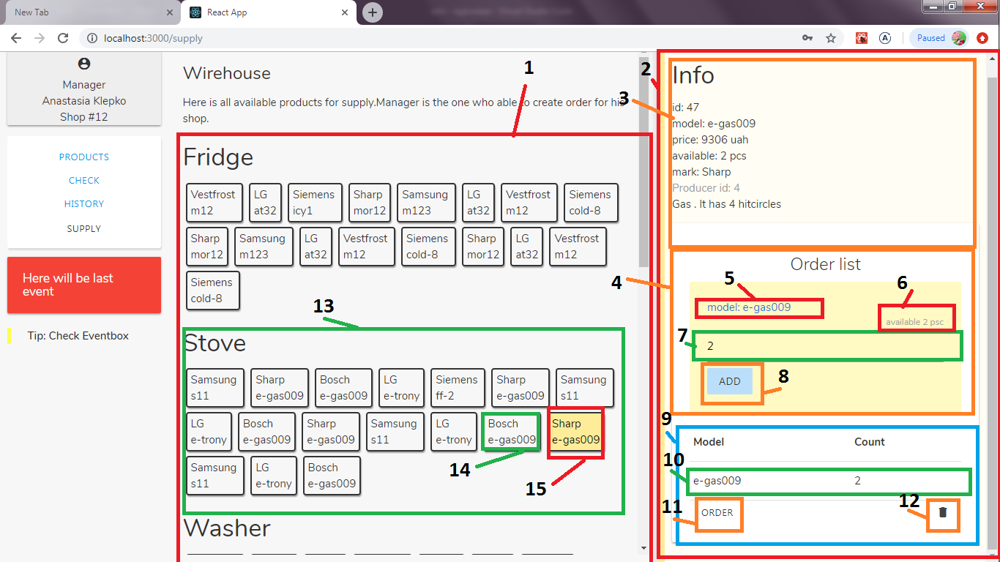 New Tab
React App
localhost:3000/supply
Paused
Manager
Anastasia Klepko
Shop #12
PRODUCTS
CHECK
HISTORY
SUPPLY
Here will be last
event
Tip: Check Eventbox
Wirehouse
1
Here is all available products for supply.Manager is the one who able to create order for his
shop.
Fridge
Vestfrost
m12
LG
at32
Siemens
icy1
Sharp
mor12
Samsung
m123
LG
at32
Vestfrost
m12
Siemens
cold-8
Sharp
mor12
Samsung
m123
LG
at32
Vestfrost
m12
Siemens
cold-8
Sharp
mor12
LG
at32
Vestfrost
m12
Siemens
cold-8
13
Stove
Samsung
s11
Sharp
e-gas009
Bosch
e-gas009
LG
e-trony
Siemens
ff-2
Sharp
e-gas009
Samsung
s11
LG
e-trony
Bosch
e-gas009
Sharp
e-gas009
Samsung
s11
LG
e-trony
Bosch
e-gas009
Sharp
e-gas009
14
15
Samsung
s11
LG
e-trony
Bosch
e-gas009
Washer
2
Info
3
id: 47
model: e-gas009
price: 9306 uah
available: 2 pcs
mark: Sharp
Producer id: 4
Gas . It has 4 hitcircles
4
Order list
5
6
model: e-gas009
available 2 psc
7
2
ADD
8
9
Model Count
10
e-gas009 2
11
ORDER
12